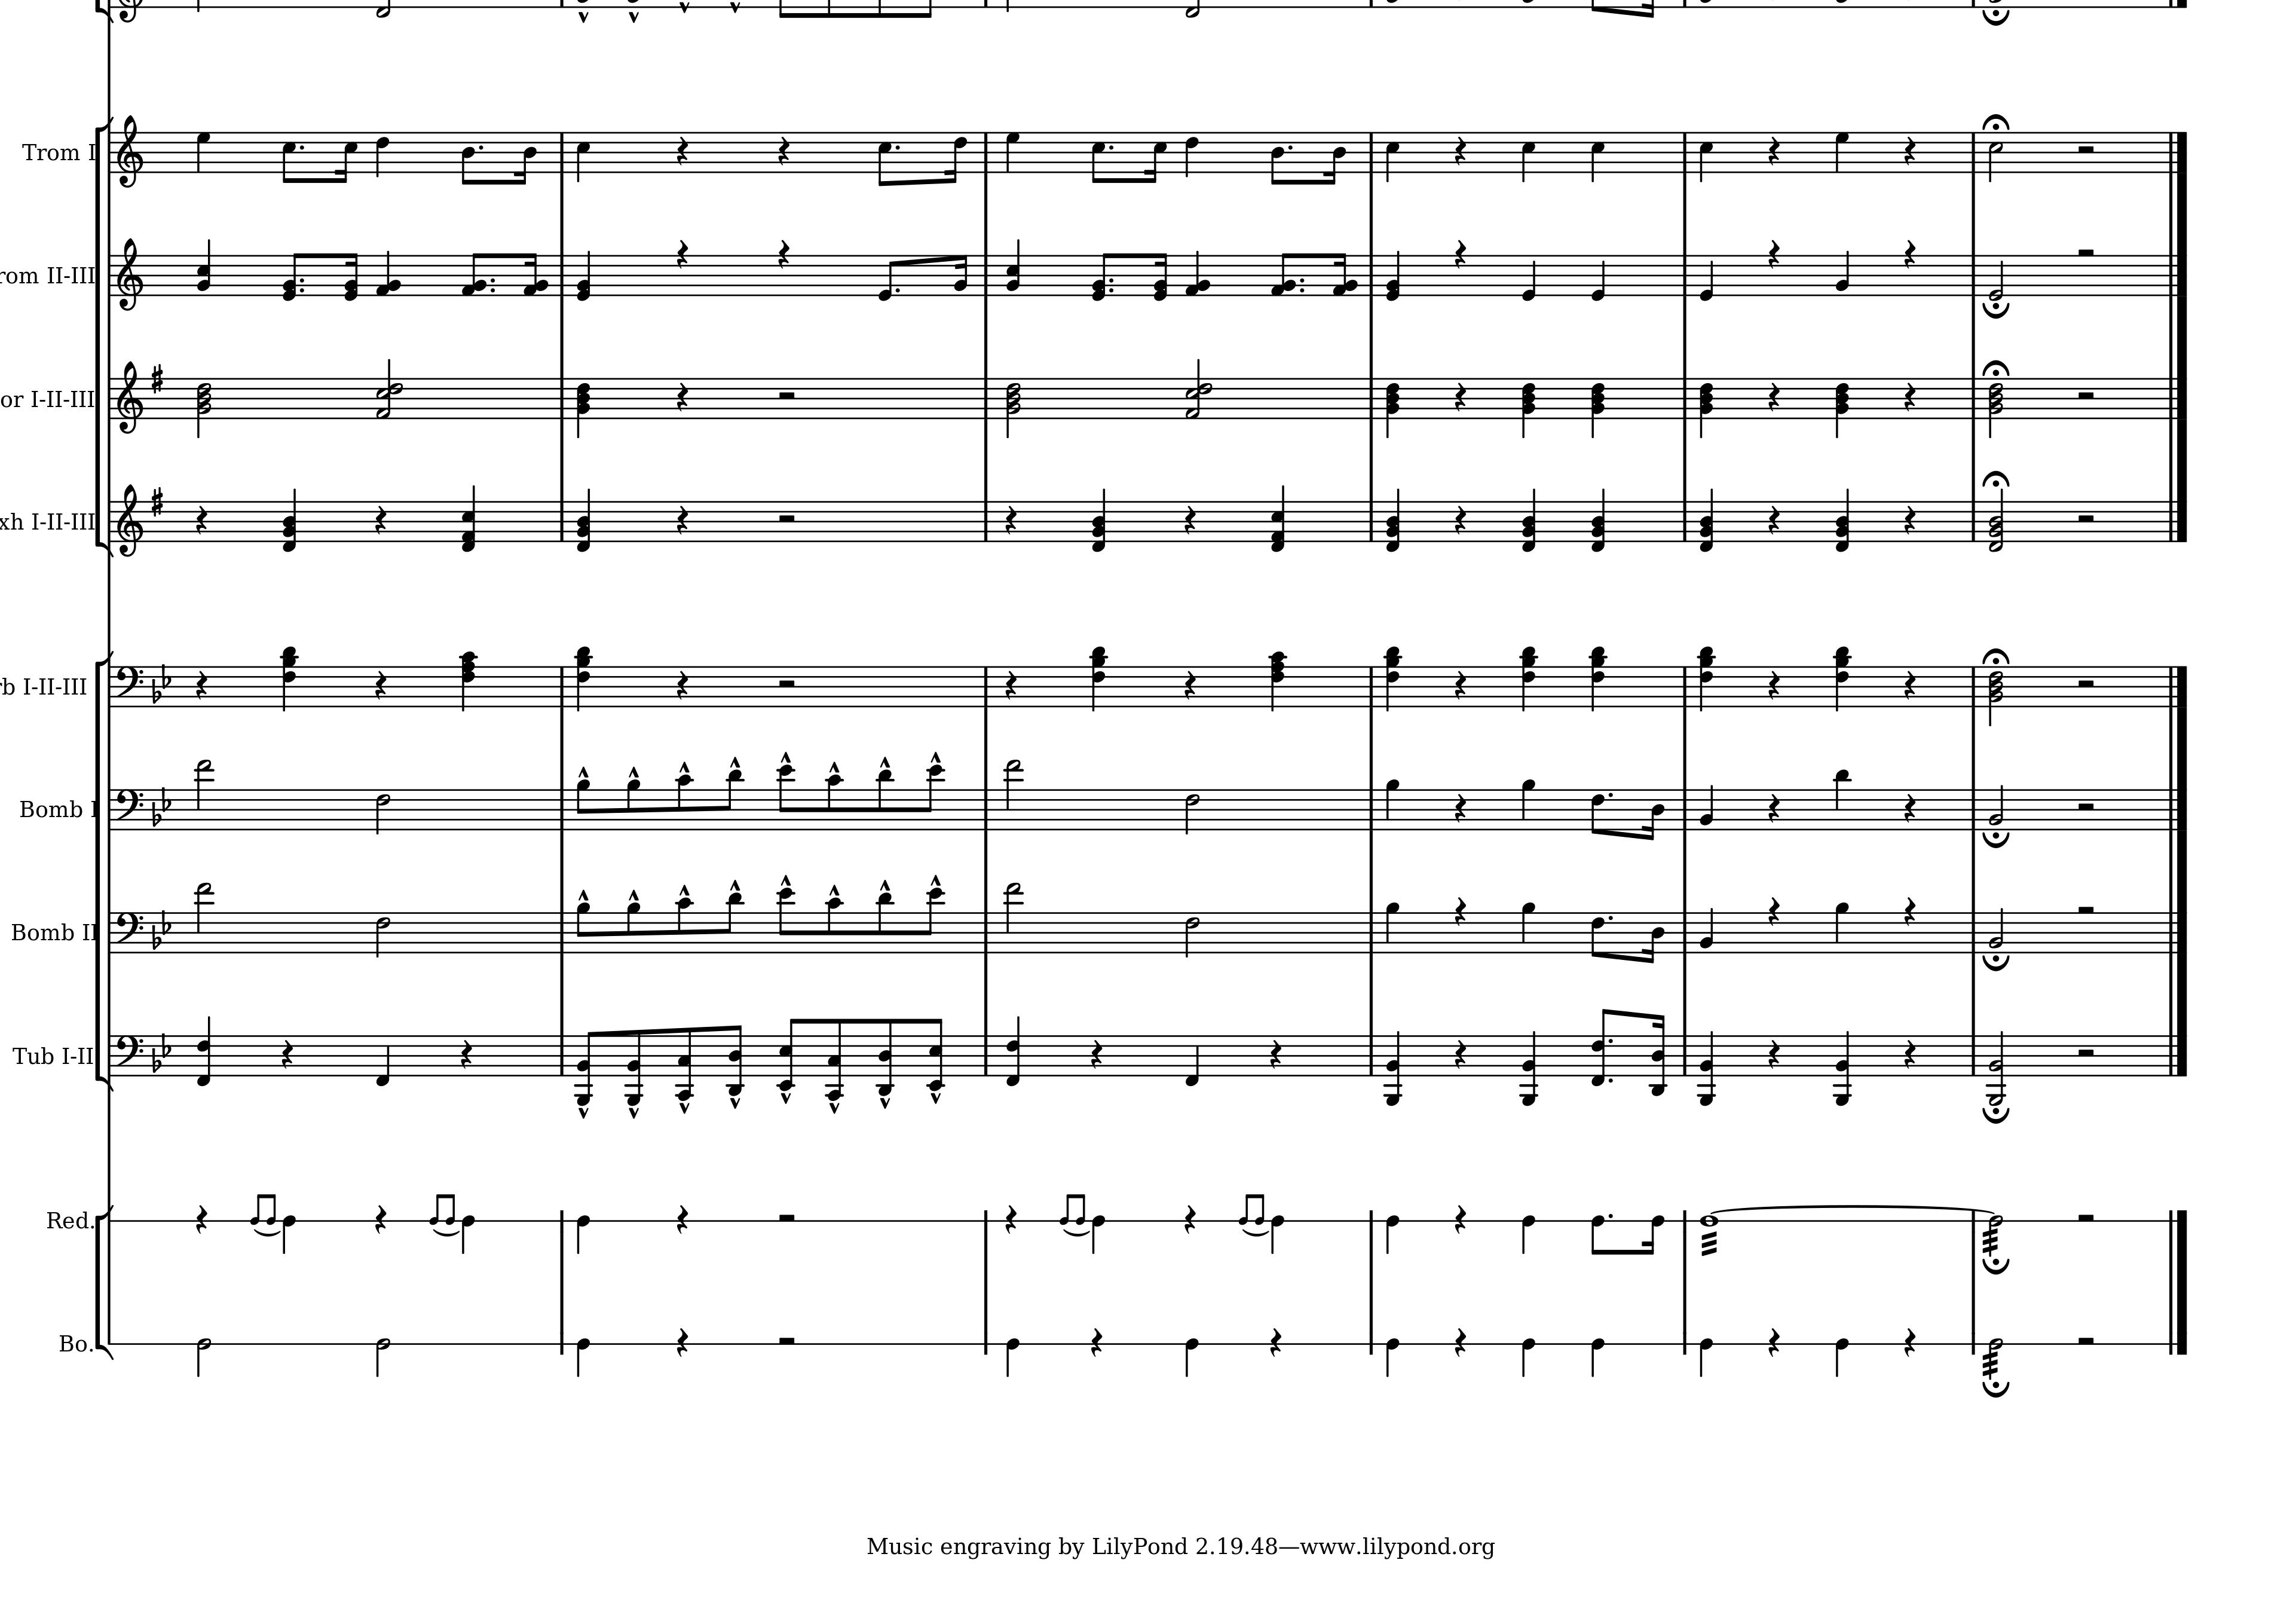 Trom I
rom II-III
or I-II-III
xh I-II-III
rb I-II-III
Bomb I
Bomb II
Tub I-II
Red.
Bo.
Music engraving by LilyPond 2.19.48—www.lilypond.org